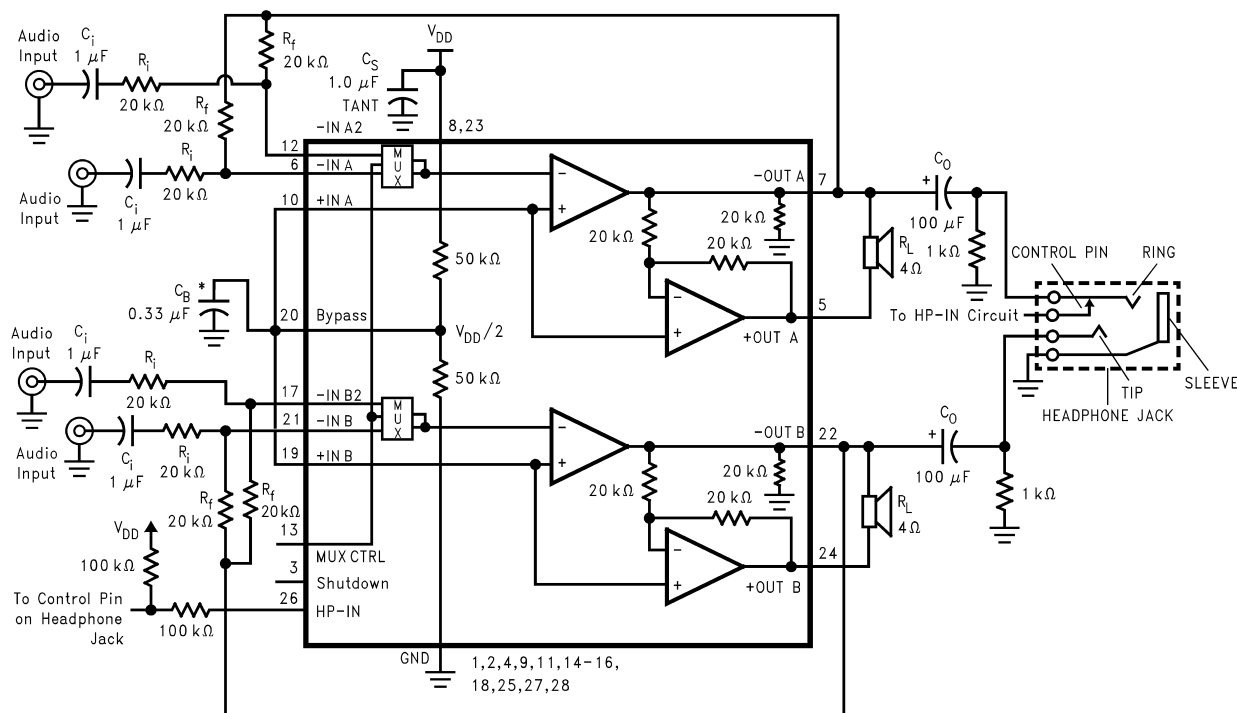 Audio
Input
C_i
1 µF
R_i
20 kΩ
R_f
20 kΩ
R_f
20 kΩ
V_DD
C_S
1.0 µF
TANT
8,23
-IN A2
12
MUX
6
-IN A
R_i
20 kΩ
C_i
1 µF
Audio
Input
10
+IN A
-OUT A
7
20 kΩ
20 kΩ
20 kΩ
R_L
4Ω
C_O
+
100 µF
1 kΩ
CONTROL PIN
RING
To HP-IN Circuit
SLEEVE
TIP
HEADPHONE JACK
50 kΩ
C_B
*
0.33 µF
20
Bypass
V_DD/2
50 kΩ
5
+OUT A
-
+
-
+
Audio
Input
C_i
1 µF
R_i
20 kΩ
17
-IN B2
MUX
21
-IN B
Audio
Input
C_i
1 µF
R_i
20 kΩ
19
+IN B
-OUT B
22
20 kΩ
20 kΩ
20 kΩ
R_L
4Ω
C_O
+
100 µF
1 kΩ
-
+
-
+
24
+OUT B
R_f
20 kΩ
R_f
20kΩ
V_DD
100 kΩ
13
MUX CTRL
3
Shutdown
26
HP-IN
To Control Pin
on Headphone
Jack
100 kΩ
GND
1,2,4,9,11,14-16,
18,25,27,28